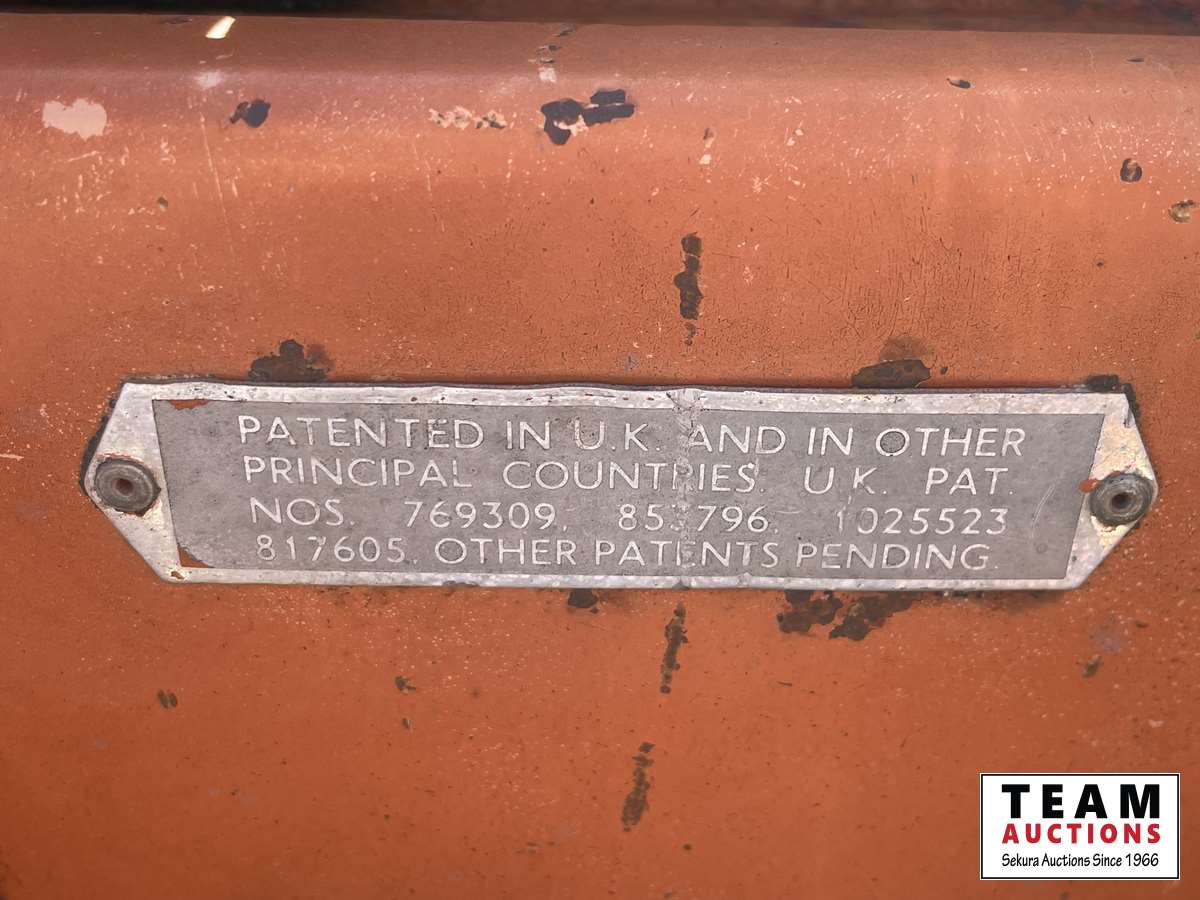 PATENTED IN U.K. AND IN OTHER
PRINCIPAL COUNTRIES. U.K. PAT.
NOS. 769309, 1025523
817605. OTHER PATENTS PENDING.
TEAM
AUCTIONS
Sekura Auctions Since 1966